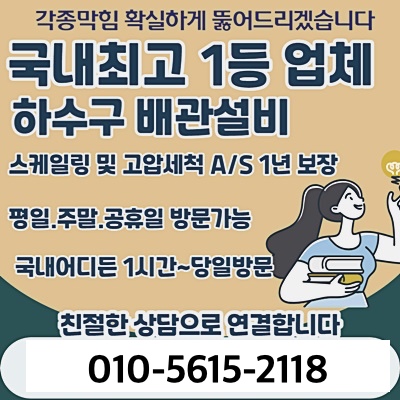 각종막힘 확실하게 뚫어드리겠습니다
국내최고 1등 업체
하수구 배관설비
스케일링 및 고압세척 A/S 1년 보장
평일.주말.공휴일 방문가능
국내어디든 1시간~당일방문
친절한 상담으로 연결합니다
010-5615-2118